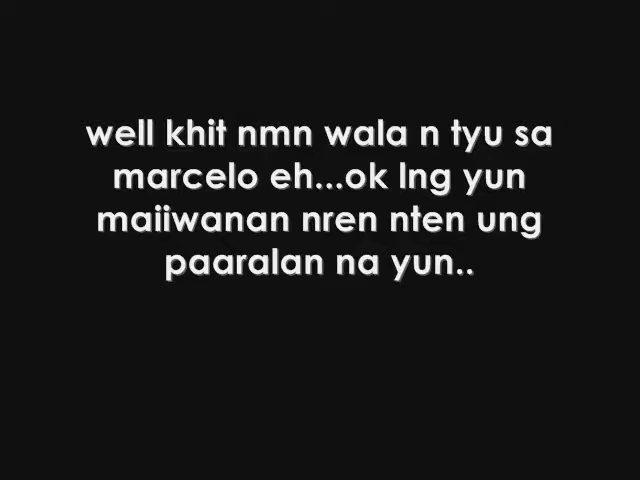 well khit nmn wala n tyu sa
marcelo eh...ok lng yun
maiiwanan nren nten ung
paaralan na yun..